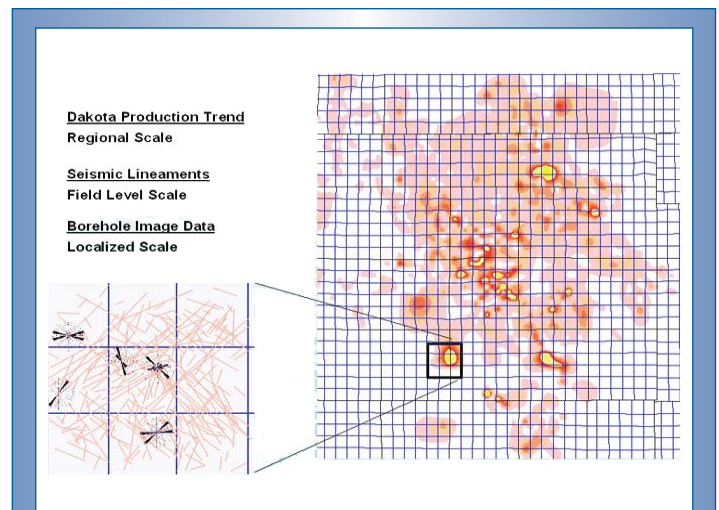 Dakota Production Trend
Regional Scale
Seismic Lineaments
Field Level Scale
Borehole Image Data
Localized Scale